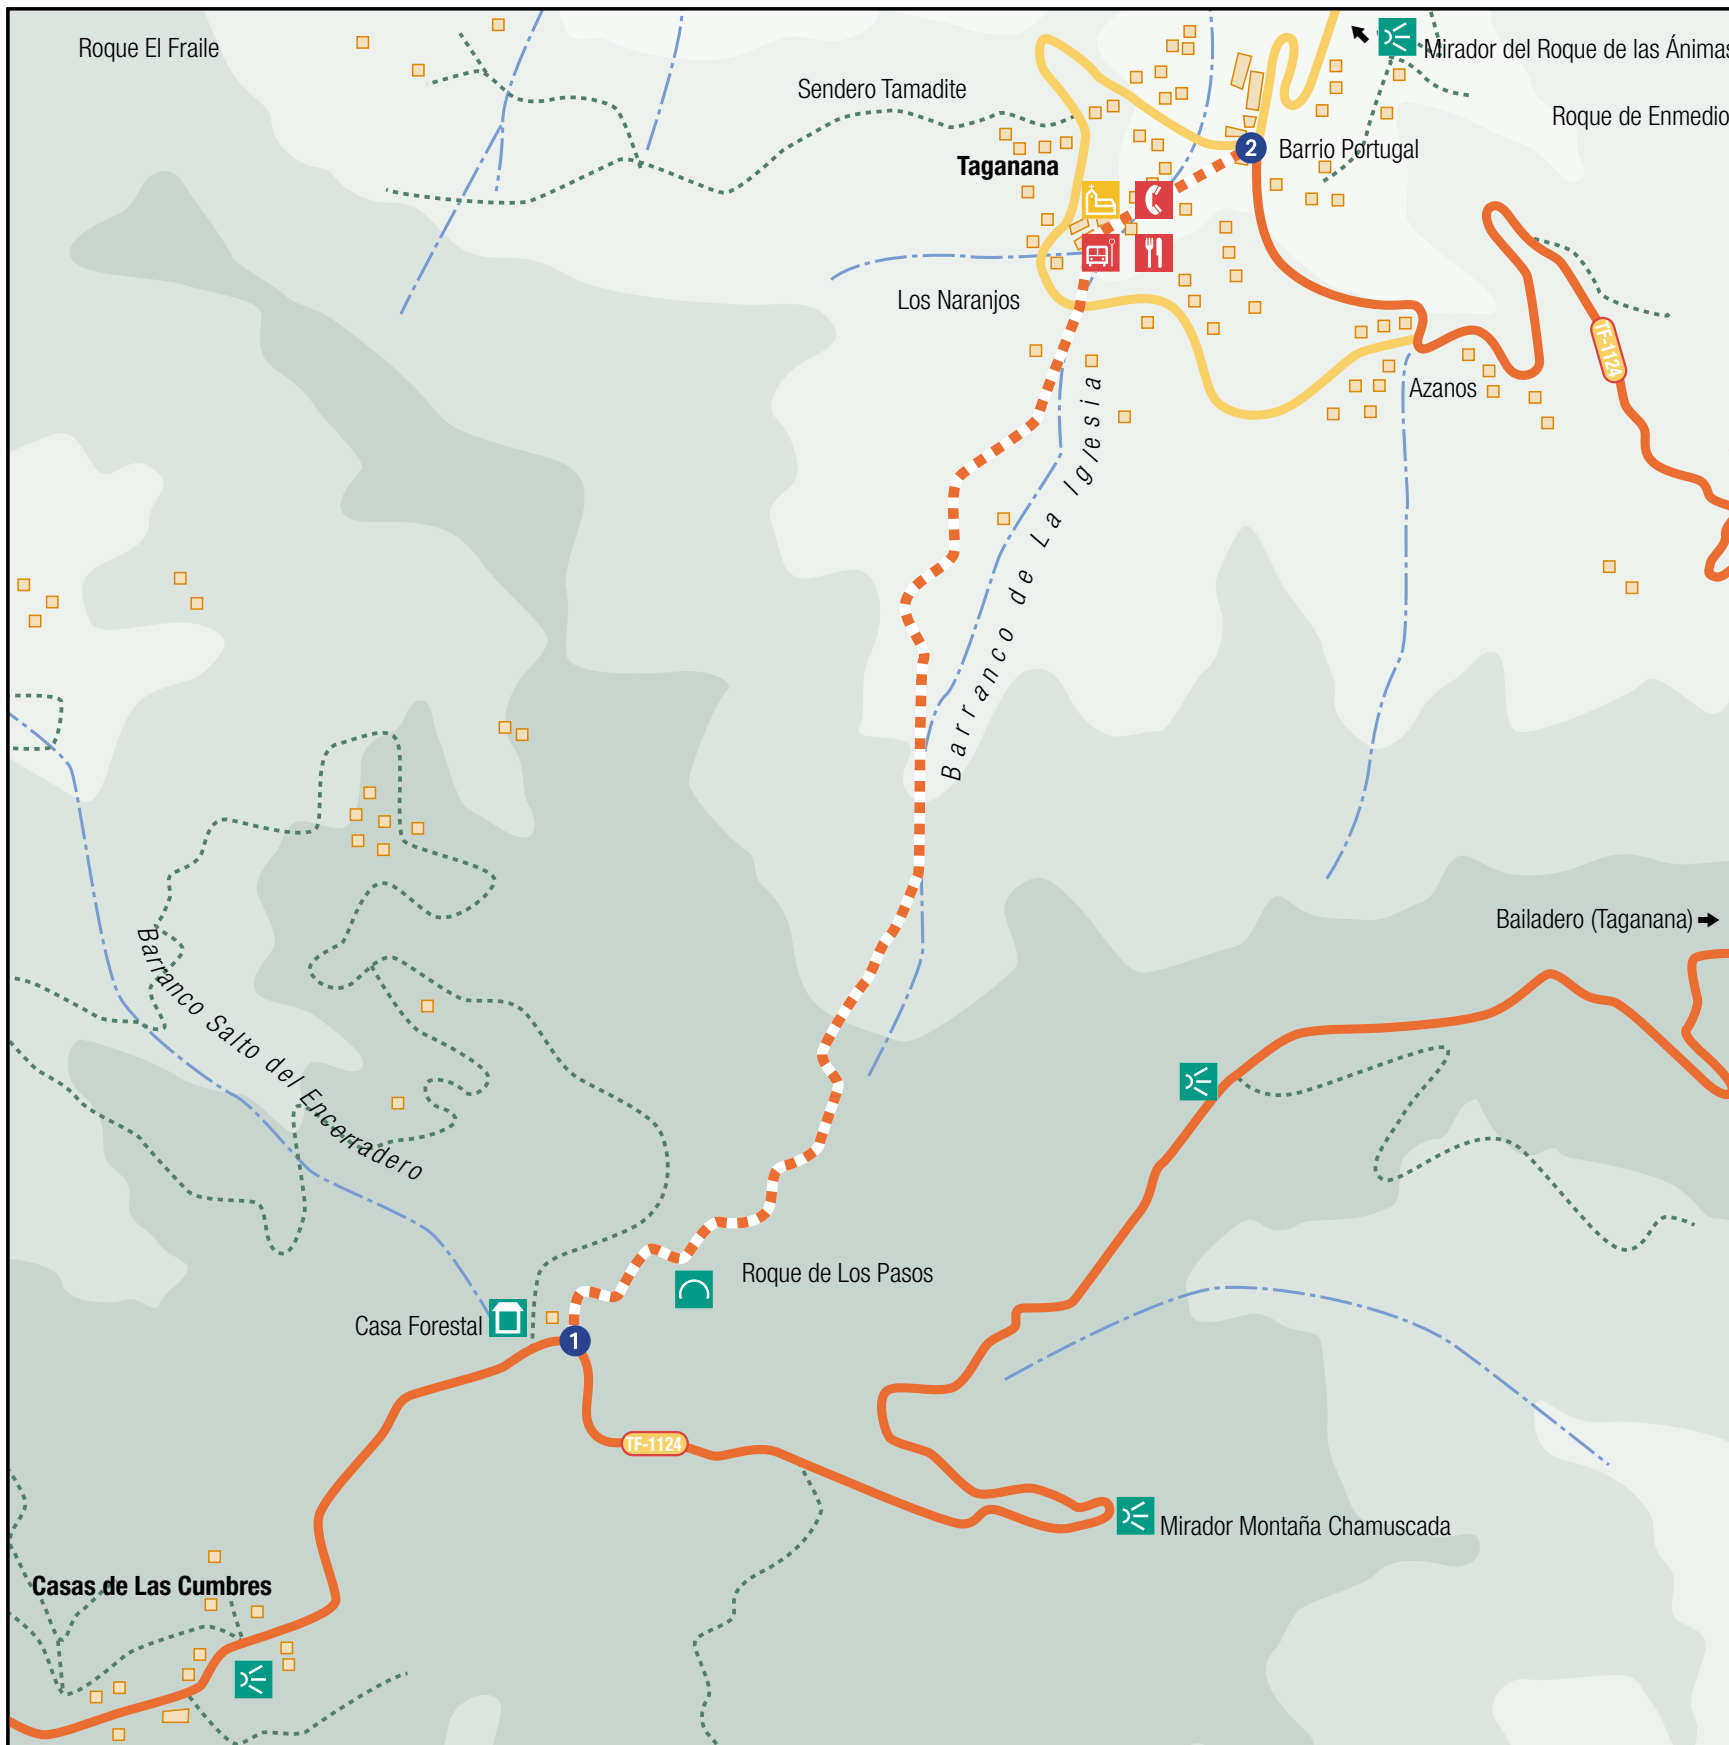 Roque El Fraile
Mirador del Roque de las Ánimas
Sendero Tamadite
Roque de Enmedio
2
Barrio Portugal
Taganana
Los Naranjos
TF-1124
Azanos
Barranco de La Iglesia
Bailadero (Taganana)
Barranco Salto del Encerradero
Roque de Los Pasos
Casa Forestal
1
TF-1124
Mirador Montaña Chamuscada
Casas de Las Cumbres